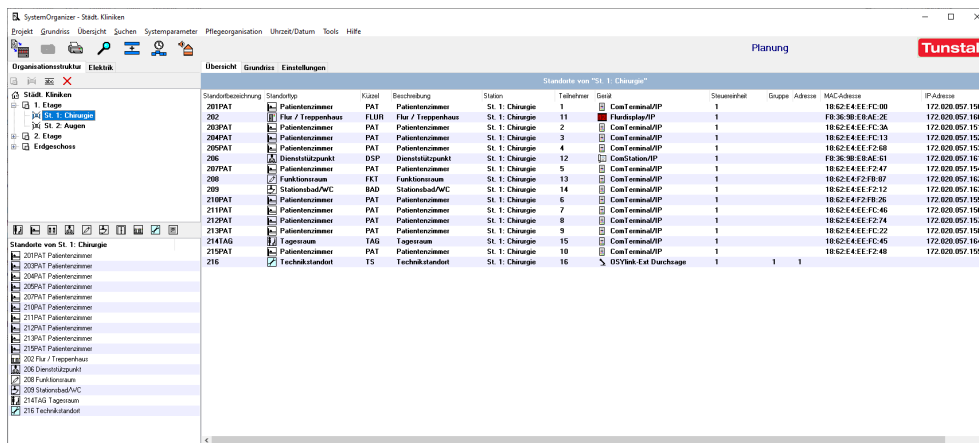 SystemOrganizer - Städt. Kliniken
Projekt Grundriss Übersicht Suchen Systemparameter Pflegeorganisation Uhrzeit/Datum Tools Hilfe
Planung
Tunstal
Organisationsstruktur Elektrik
Übersicht Grundriss Einstellungen
Standorte von "St. 1: Chirurgie"
Städt. Kliniken
1. Etage
St. 1: Chirurgie
St. 2: Augen
2. Etage
Erdgeschoss
Standortbezeichnung Standorttyp Kürzel Beschreibung Station Teilnehmer Gerät Steuereinheit Gruppe Adresse MAC-Adresse IP-Adresse
201PAT Patientenzimmer PAT Patientenzimmer St. 1: Chirurgie 1 ComTerminal/IP 1 18:62:E4:EE:FC:00
202 Flur / Treppenhaus FLUR Flur / Treppenhaus St. 1: Chirurgie 11 Flurdisplay/IP 1 F8:36:9B:E8:AE:2E
203PAT Patientenzimmer PAT Patientenzimmer St. 1: Chirurgie 2 ComTerminal/IP 1 18:62:E4:EE:FC:3A
204PAT Patientenzimmer PAT Patientenzimmer St. 1: Chirurgie 3 ComTerminal/IP 1 18:62:E4:EE:FC:13
205PAT Patientenzimmer PAT Patientenzimmer St. 1: Chirurgie 4 ComTerminal/IP 1 18:62:E4:EE:F2:68
206 Dienststützpunkt DSP Dienststützpunkt St. 1: Chirurgie 12 ComStation/IP 1 F8:36:9B:E8:AE:61
207PAT Patientenzimmer PAT Patientenzimmer St. 1: Chirurgie 5 ComTerminal/IP 1 18:62:E4:EE:F2:47
208 Funktionsraum FKT Funktionsraum St. 1: Chirurgie 13 ComTerminal/IP 1 18:62:E4:F2:FB:87
209 Stationsbad/WC BAD Stationsbad/WC St. 1: Chirurgie 14 ComTerminal/IP 1 18:62:E4:EE:F2:12
210PAT Patientenzimmer PAT Patientenzimmer St. 1: Chirurgie 6 ComTerminal/IP 1 18:62:E4:F2:FB:26
211PAT Patientenzimmer PAT Patientenzimmer St. 1: Chirurgie 7 ComTerminal/IP 1 18:62:E4:EE:FC:46
212PAT Patientenzimmer PAT Patientenzimmer St. 1: Chirurgie 8 ComTerminal/IP 1 18:62:E4:EE:F2:74
213PAT Patientenzimmer PAT Patientenzimmer St. 1: Chirurgie 9 ComTerminal/IP 1 18:62:E4:EE:FC:22
214TAG Tagesraum TAG Tagesraum St. 1: Chirurgie 15 ComTerminal/IP 1 18:62:E4:EE:FC:45
215PAT Patientenzimmer PAT Patientenzimmer St. 1: Chirurgie 10 ComTerminal/IP 1 18:62:E4:EE:F2:48
216 Technikstandort TS Technikstandort St. 1: Chirurgie 16 OSYlink-Ext Durchsage 1 1 1
Standorte von St. 1: Chirurgie
201PAT Patientenzimmer
203PAT Patientenzimmer
204PAT Patientenzimmer
205PAT Patientenzimmer
207PAT Patientenzimmer
210PAT Patientenzimmer
211PAT Patientenzimmer
212PAT Patientenzimmer
213PAT Patientenzimmer
215PAT Patientenzimmer
202 Flur / Treppenhaus
206 Dienststützpunkt
208 Funktionsraum
209 Stationsbad/WC
214TAG Tagesraum
216 Technikstandort